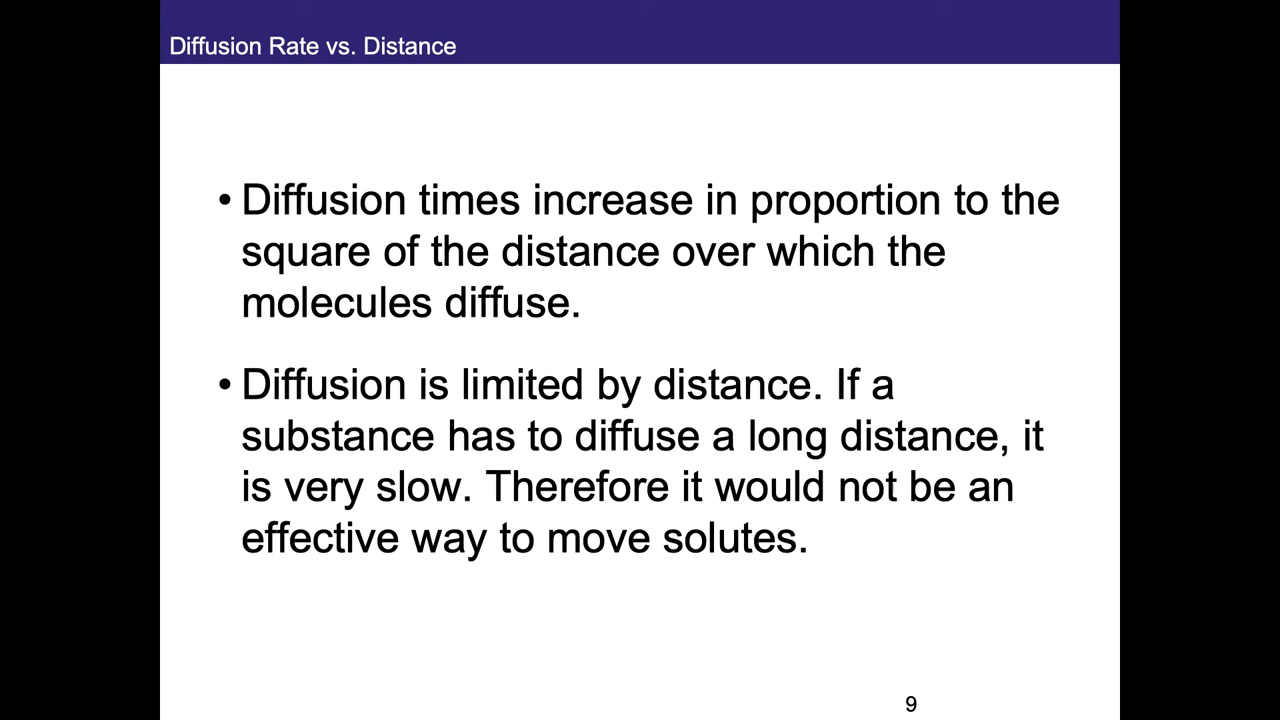 Diffusion Rate vs. Distance
• Diffusion times increase in proportion to the
square of the distance over which the
molecules diffuse.
• Diffusion is limited by distance. If a
substance has to diffuse a long distance, it
is very slow. Therefore it would not be an
effective way to move solutes.
9